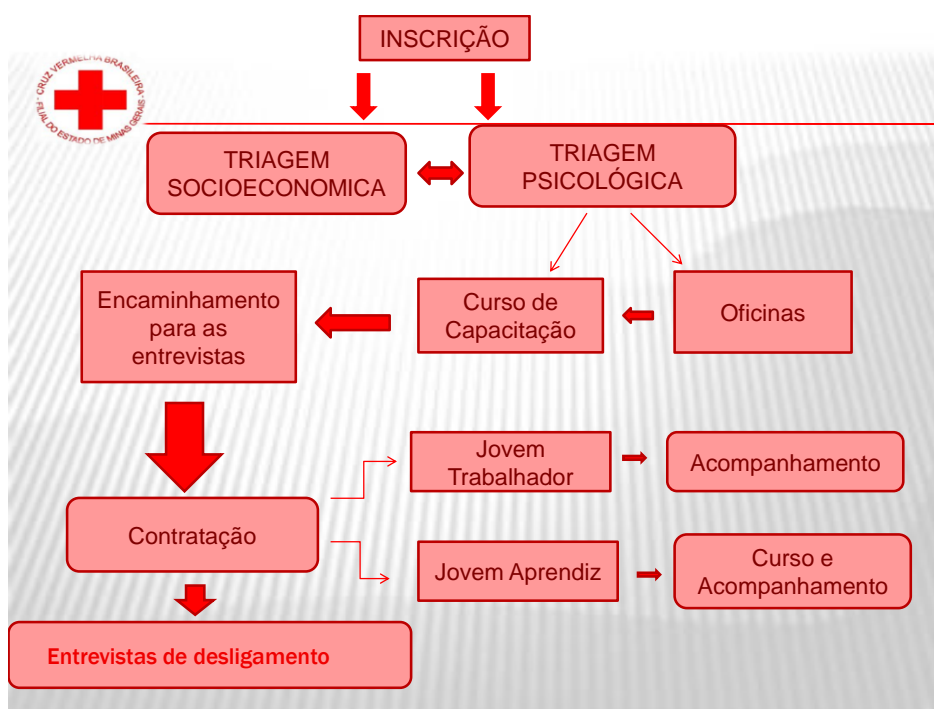 INSCRIÇÃO
CRUZ VERMELHA BRASILEIRA
FILIAL DO ESTADO DE MINAS GERAIS
TRIAGEM
SOCIOECONOMICA
TRIAGEM
PSICOLÓGICA
Encaminhamento
para as
entrevistas
Curso de
Capacitação
Oficinas
Jovem
Trabalhador
Acompanhamento
Contratação
Jovem Aprendiz
Curso e
Acompanhamento
Entrevistas de desligamento